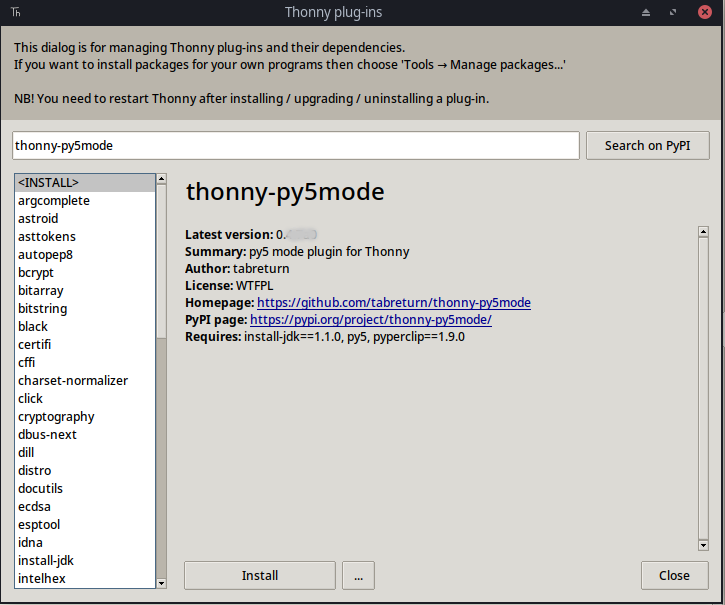 Th
Thonny plug-ins
This dialog is for managing Thonny plug-ins and their dependencies.
If you want to install packages for your own programs then choose 'Tools → Manage packages...'
NB! You need to restart Thonny after installing / upgrading / uninstalling a plug-in.
thonny-py5mode
Search on PyPI
<INSTALL>
argcomplete
astroid
asttokens
autopep8
bcrypt
bitarray
bitstring
black
certifi
cffi
charset-normalizer
click
cryptography
dbus-next
dill
distro
docutils
ecdsa
esptool
idna
install-jdk
intelhex
thonny-py5mode
Latest version: 0.
Summary: py5 mode plugin for Thonny
Author: tabreturn
License: WTFPL
Homepage: https://github.com/tabreturn/thonny-py5mode
PyPI page: https://pypi.org/project/thonny-py5mode/
Requires: install-jdk==1.1.0, py5, pyperclip==1.9.0
Install
...
Close